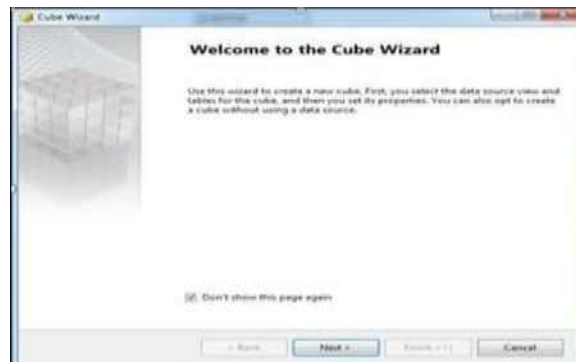 Cube Wizard
Welcome to the Cube Wizard
Use this wizard to create a new cube. First, you select the data source view and
tables for the cube, and then you set its properties. You can also opt to create
a cube without using a data source.
Don't show this page again
< Back
Next >
Cancel